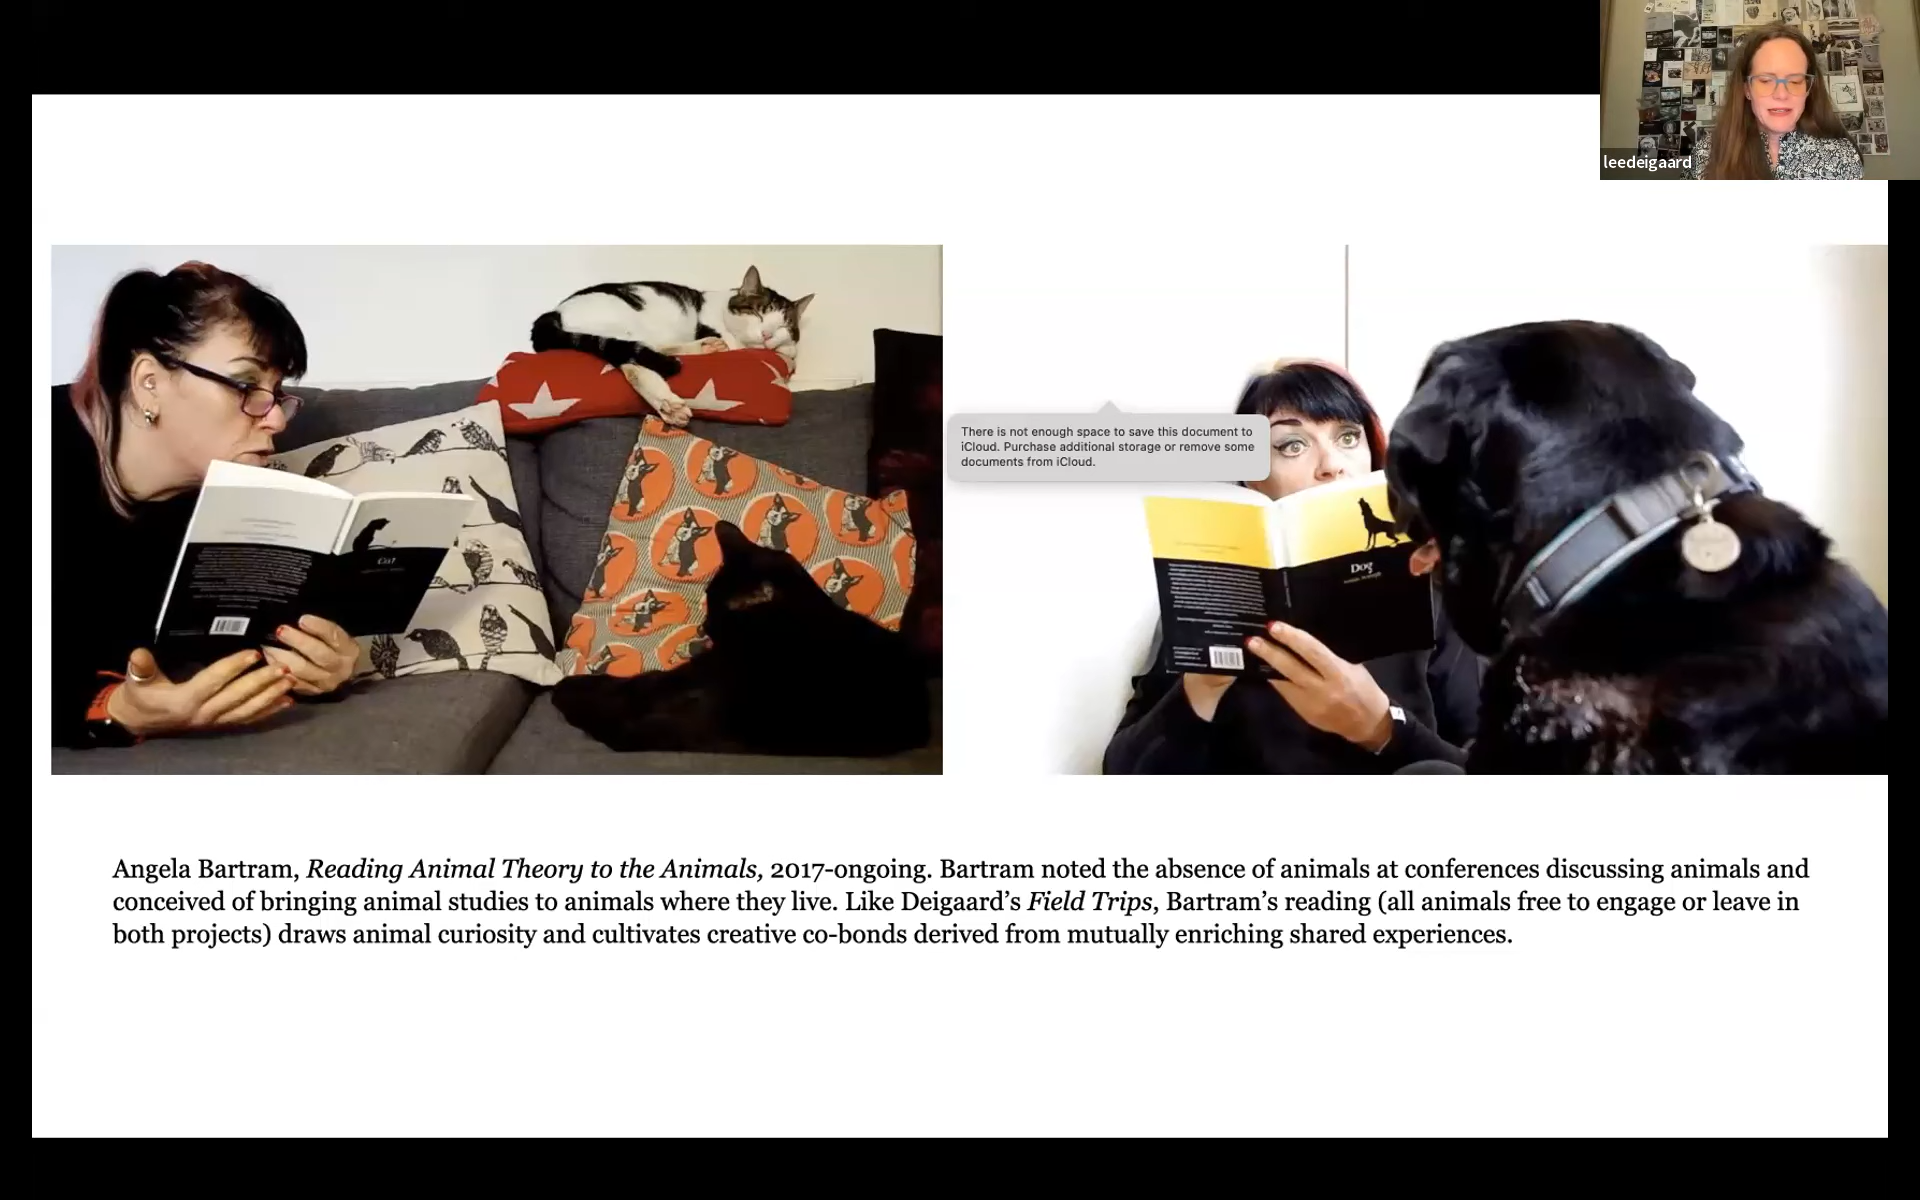 leedeigaard
There is not enough space to save this document to
iCloud. Purchase additional storage or remove some
documents from iCloud.
Cat
Dog
Angela Bartram, Reading Animal Theory to the Animals, 2017-ongoing. Bartram noted the absence of animals at conferences discussing animals and
conceived of bringing animal studies to animals where they live. Like Deigaard’s Field Trips, Bartram’s reading (all animals free to engage or leave in
both projects) draws animal curiosity and cultivates creative co-bonds derived from mutually enriching shared experiences.